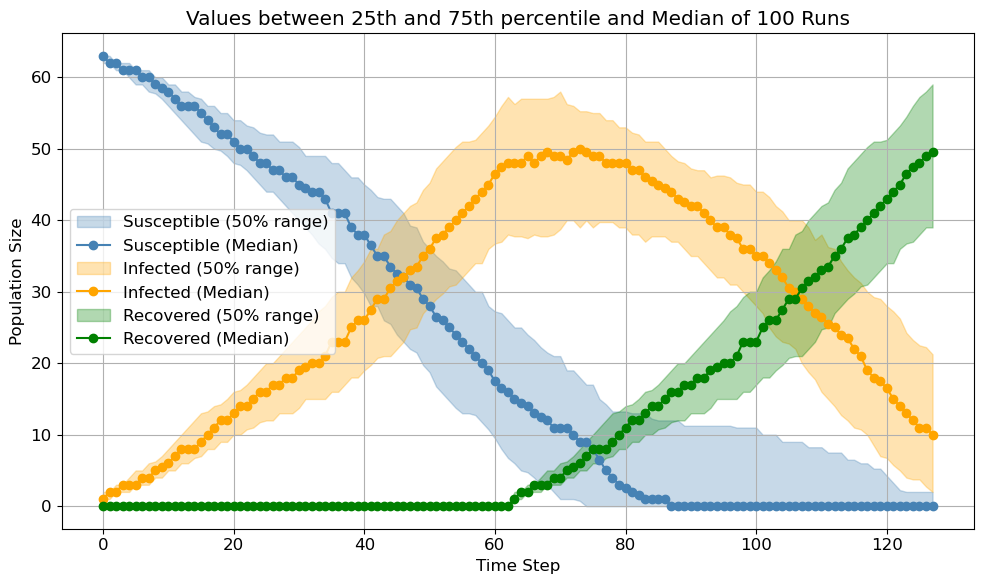 Values between 25th and 75th percentile and Median of 100 Runs
Population Size
60
50
40
30
20
10
0
Susceptible (50% range)
Susceptible (Median)
Infected (50% range)
Infected (Median)
Recovered (50% range)
Recovered (Median)
0 20 40 60 80 100 120
Time Step